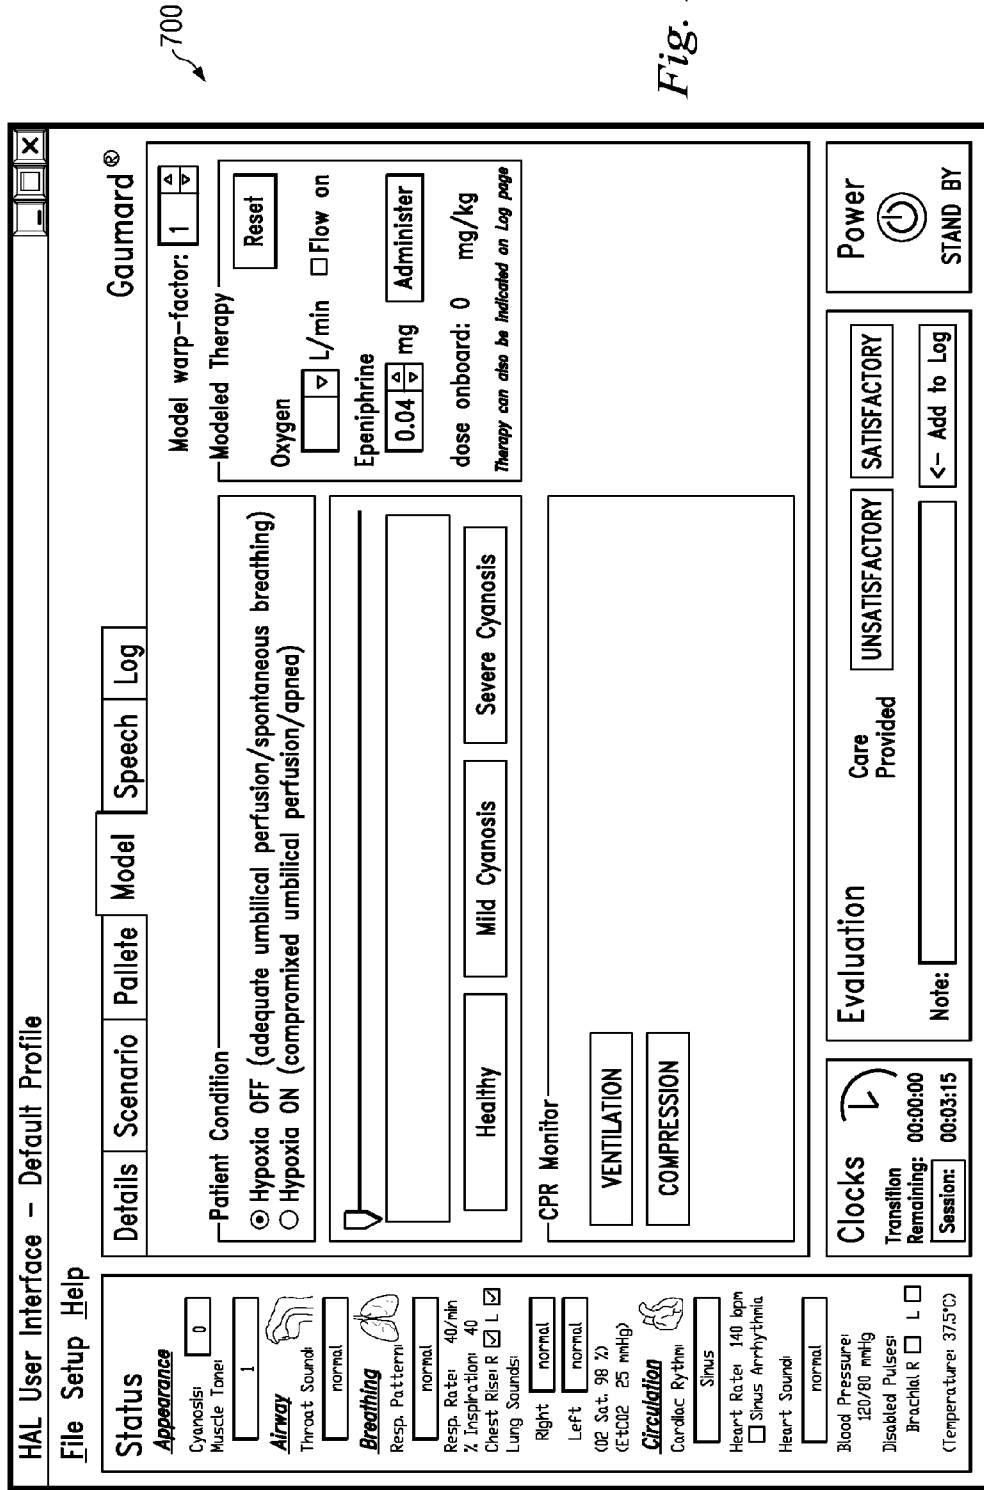 HAL User Interface – Default Profile
File Setup Help
Gaumard®
Status
Appearance
Cyanosis: 0
Muscle Tone:
1
Airway
Throat Sound:
normal
Breathing
Resp. Pattern:
normal
Resp. Rate: 40/min
% Inspiration: 40
Chest Rise: R L
Lung Sounds:
Right normal
Left normal
(O2 Sat. 98 %)
(EtCO2 25 mmHg)
Circulation
Cardiac Rythm:
Sinus
Heart Rate: 140 bpm
Sinus Arrhythmia
Heart Sound:
normal
Blood Pressure:
120/80 mmHg
Disabled Pulses:
Brachial R L
(Temperature: 37.5°C)
Details Scenario Pallete Model Speech Log
Model warp-factor: 1
Patient Condition
Hypoxia OFF (adequate umbilical perfusion/spontaneous breathing)
Hypoxia ON (compromized umbilical perfusion/apnea)
Healthy Mild Cyanosis Severe Cyanosis
Modeled Therapy
Reset
Oxygen
L/min Flow on
Epeniphrine
0.04 mg Administer
dose onboard: 0 mg/kg
Therapy can also be indicated on Log page
CPR Monitor
VENTILATION
COMPRESSION
Clocks
Transition
Remaining: 00:00:00
Session: 00:03:15
Evaluation
Care
Provided
UNSATISFACTORY SATISFACTORY
Note: <– Add to Log
Power
STAND BY
700
Fig.